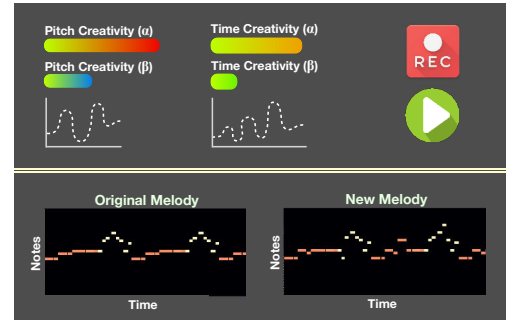 Pitch Creativity (α)
Time Creativity (α)
Pitch Creativity (β)
Time Creativity (β)
REC
Original Melody
New Melody
Notes
Time
Notes
Time